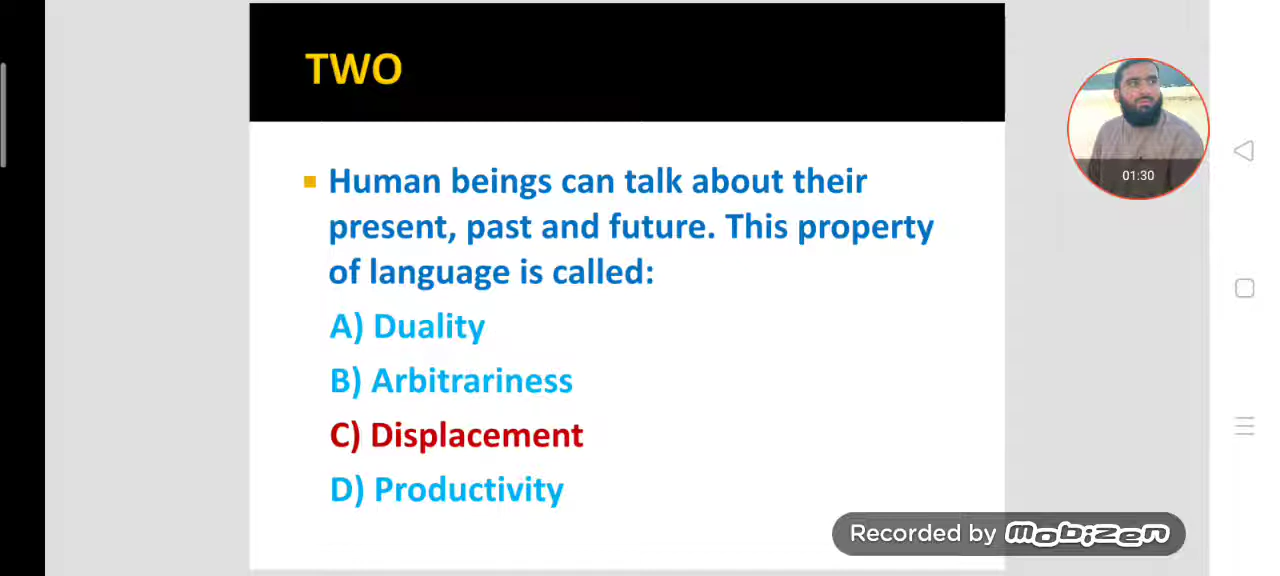 TWO
Human beings can talk about their
present, past and future. This property
of language is called:
A) Duality
B) Arbitrariness
C) Displacement
D) Productivity
01:30
Recorded by mobizen